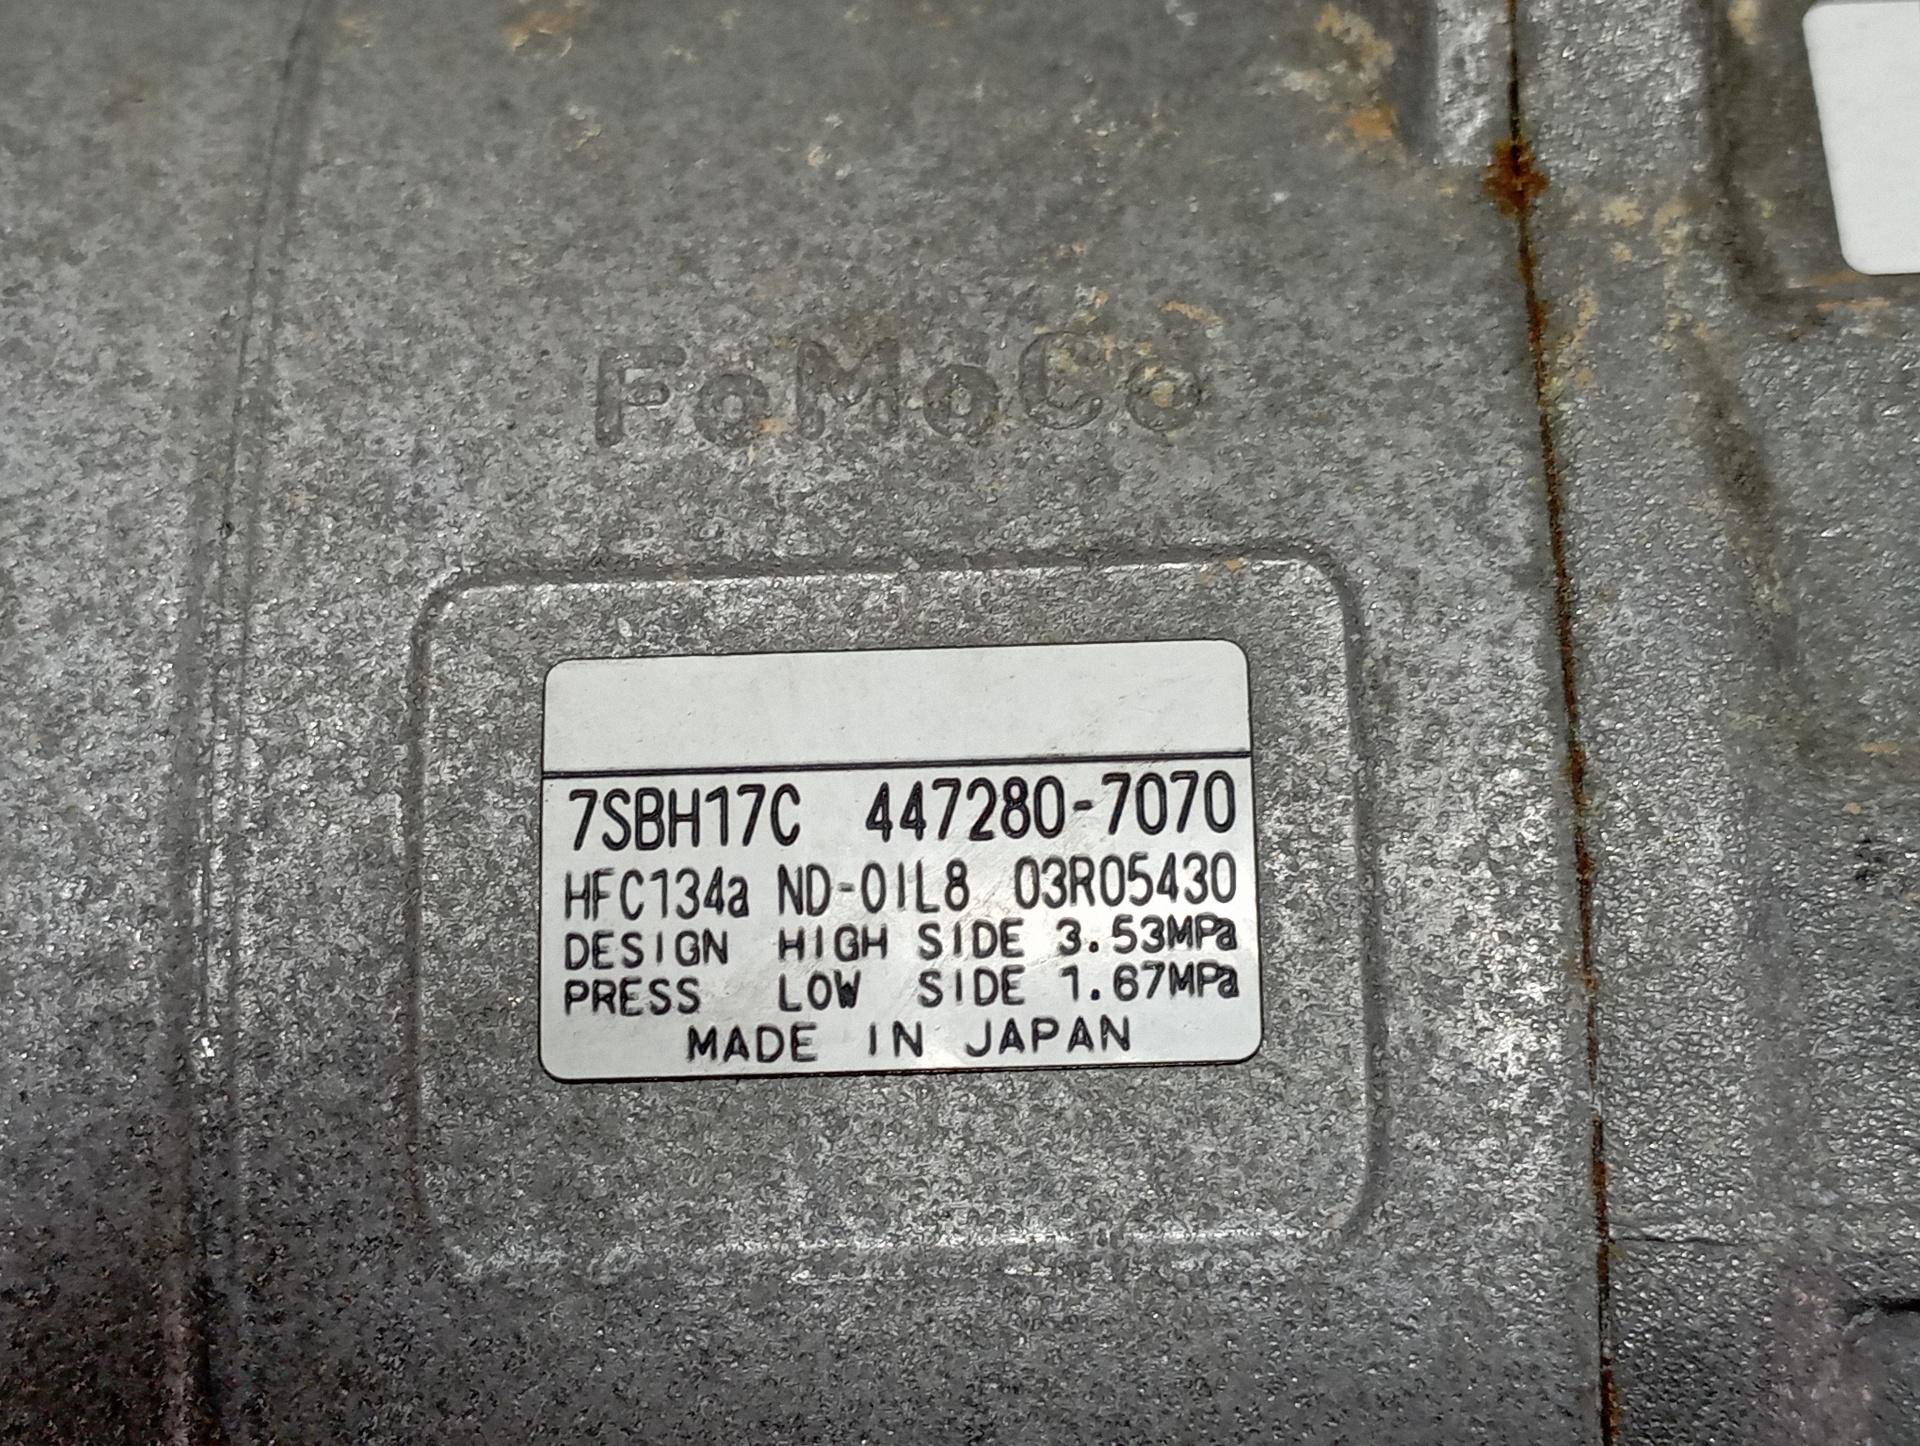 FoMoCo
7SBH17C 447280-7070
HFC134a ND-OIL8 03R05430
DESIGN HIGH SIDE 3.53MPa
PRESS LOW SIDE 1.67MPa
MADE IN JAPAN